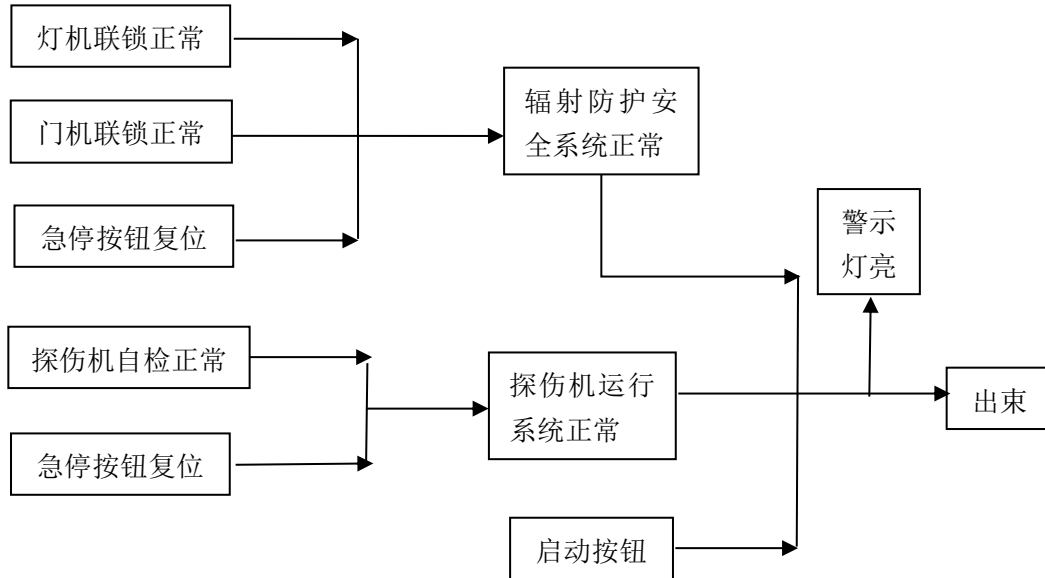 灯机联锁正常
门机联锁正常
急停按钮复位
辐射防护安
全系统正常
警示
灯亮
探伤机自检正常
急停按钮复位
探伤机运行
系统正常
出束
启动按钮